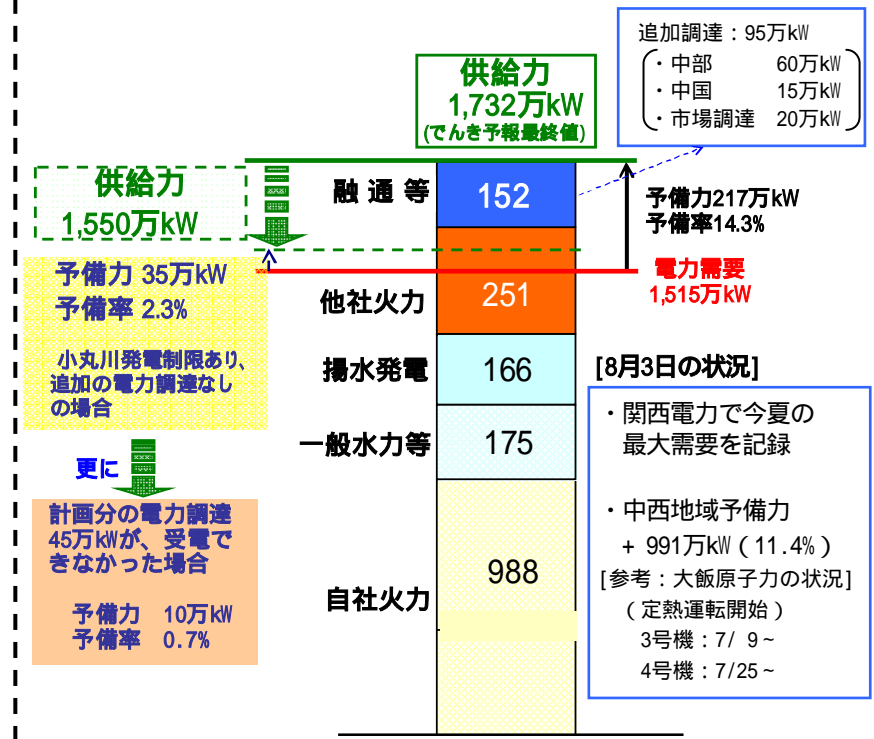 追加調達：95万kW
・中部 60万kW
・中国 15万kW
・市場調達 20万kW
供給力
1,732万kW
(でんき予報最終値)
供給力
1,550万kW
融通等
152
予備力217万kW
予備率14.3%
予備力 35万kW
予備率 2.3%
小丸川発電制限あり、
追加の電力調達なし
の場合
電力需要
1,515万kW
他社火力
251
揚水発電
166
一般水力等
175
自社火力
988
更に
計画分の電力調達
45万kWが、受電で
きなかった場合
予備力 10万kW
予備率 0.7%
[8月3日の状況]
・関西電力で今夏の
最大需要を記録
・中西地域予備力
+ 991万kW（11.4%）
[参考：大飯原子力の状況]
（定熱運転開始）
3号機：7/ 9～
4号機：7/25～